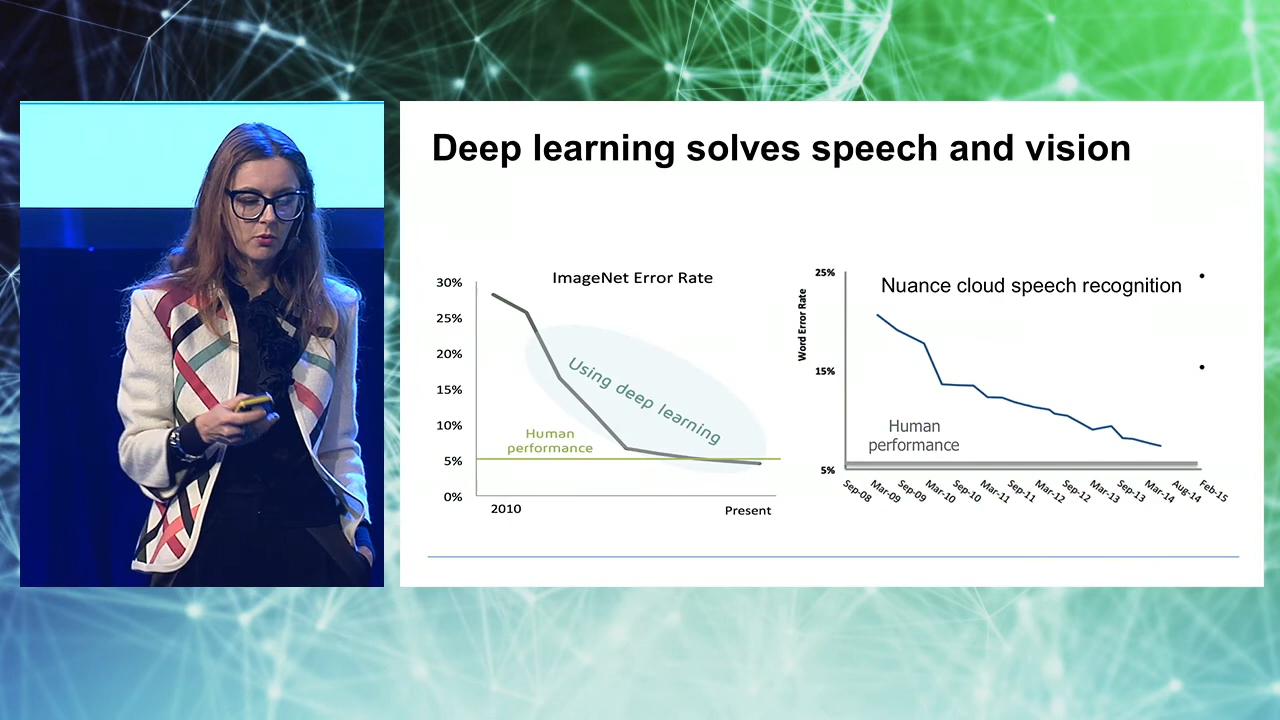 Deep learning solves speech and vision
ImageNet Error Rate
30%
25%
20%
15%
10%
5%
0%
Using deep learning
Human
performance
2010
Present
Nuance cloud speech recognition
Word Error Rate
25%
15%
5%
Human
performance
Sep-08
Mar-09
Sep-09
Mar-10
Sep-10
Mar-11
Sep-11
Mar-12
Sep-12
Mar-13
Sep-13
Mar-14
Aug-14
Feb-15